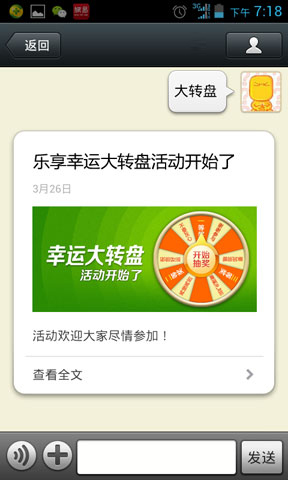 3G
下午 7:18
返回
大转盘
乐享幸运大转盘活动开始了
3月26日
幸运大转盘
活动开始了
开始
抽奖
活动欢迎大家尽情参加！
查看全文
发送